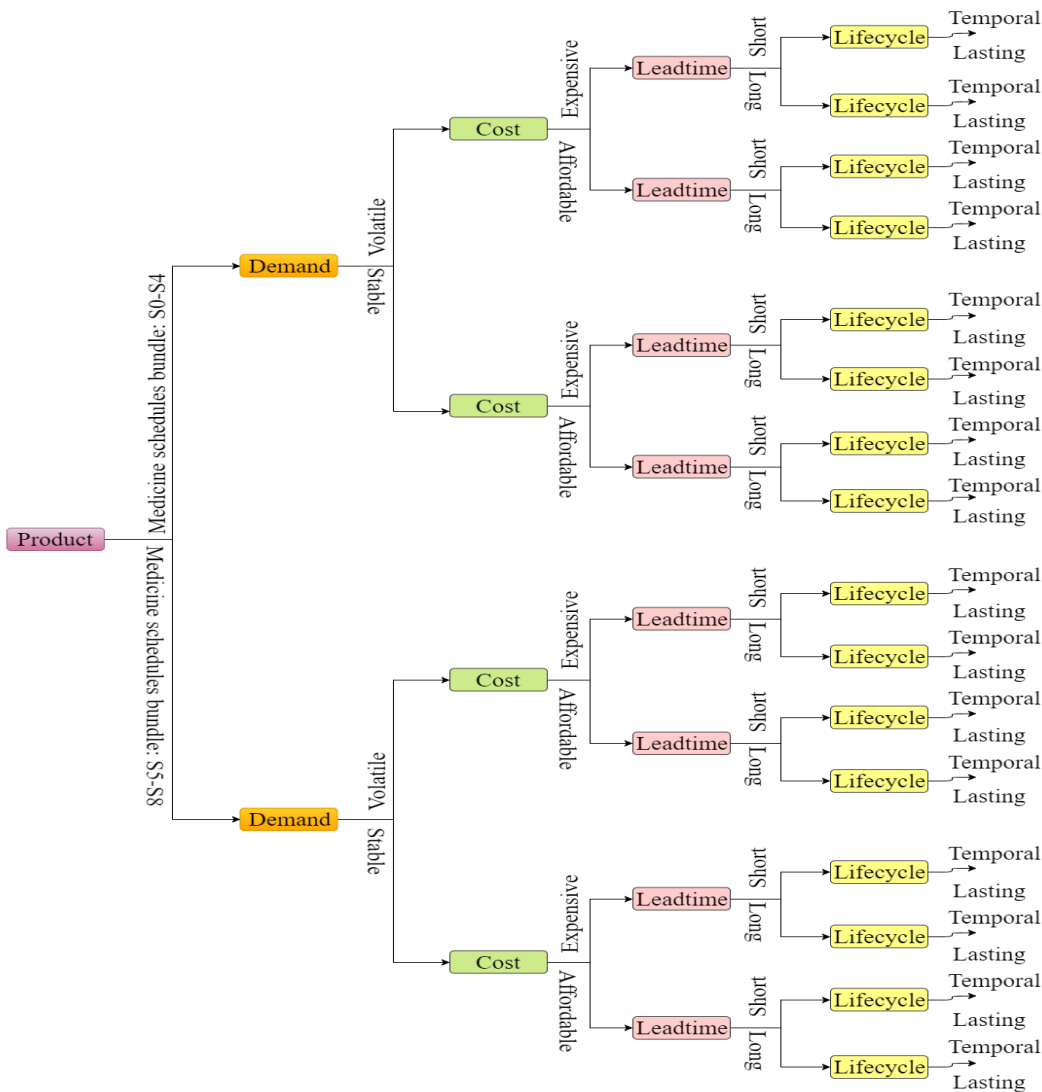 Product
Medicine schedules bundle: S0-S4
Medicine schedules bundle: S5-S8
Demand
Volatile
Stable
Cost
Expensive
Affordable
Leadtime
Short
Long
Lifecycle
Temporal
Lasting
Lifecycle
Temporal
Lasting
Leadtime
Short
Long
Lifecycle
Temporal
Lasting
Lifecycle
Temporal
Lasting
Cost
Expensive
Affordable
Leadtime
Short
Long
Lifecycle
Temporal
Lasting
Lifecycle
Temporal
Lasting
Leadtime
Short
Long
Lifecycle
Temporal
Lasting
Lifecycle
Temporal
Lasting
Demand
Volatile
Stable
Cost
Expensive
Affordable
Leadtime
Short
Long
Lifecycle
Temporal
Lasting
Lifecycle
Temporal
Lasting
Leadtime
Short
Long
Lifecycle
Temporal
Lasting
Lifecycle
Temporal
Lasting
Cost
Expensive
Affordable
Leadtime
Short
Long
Lifecycle
Temporal
Lasting
Lifecycle
Temporal
Lasting
Leadtime
Short
Long
Lifecycle
Temporal
Lasting
Lifecycle
Temporal
Lasting